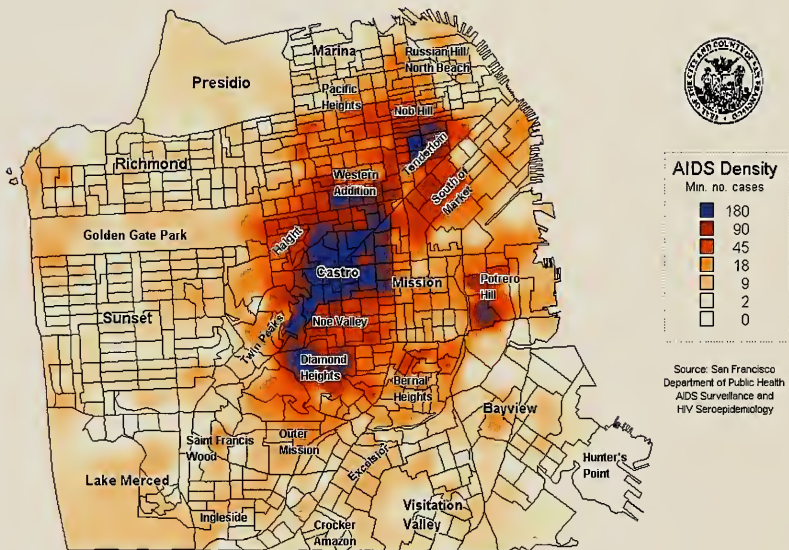 Marina
Russian Hill/
North Beach
Presidio
Pacific
Heights
Nob Hill
Tenderloin
Richmond
Western
Addition
South of
Market
Golden Gate Park
Haight
Castro
Mission
Potrero
Hill
Sunset
Twin Peaks
Noe Valley
Diamond
Heights
Bernal
Heights
Bayview
Saint Francis
Wood
Outer
Mission
Excelsior
Hunter's
Point
Lake Merced
Ingleside
Visitation
Valley
Crocker
Amazon
AIDS Density
Min. no. cases
180
90
45
18
9
2
0
Source: San Francisco
Department of Public Health
AIDS Surveillance and
HIV Seroepidemiology